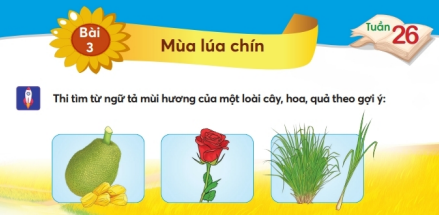 Bài
3
Mùa lúa chín
Tuần
26
Thi tìm từ ngữ tả mùi hương của một loài cây, hoa, quả theo gợi ý: